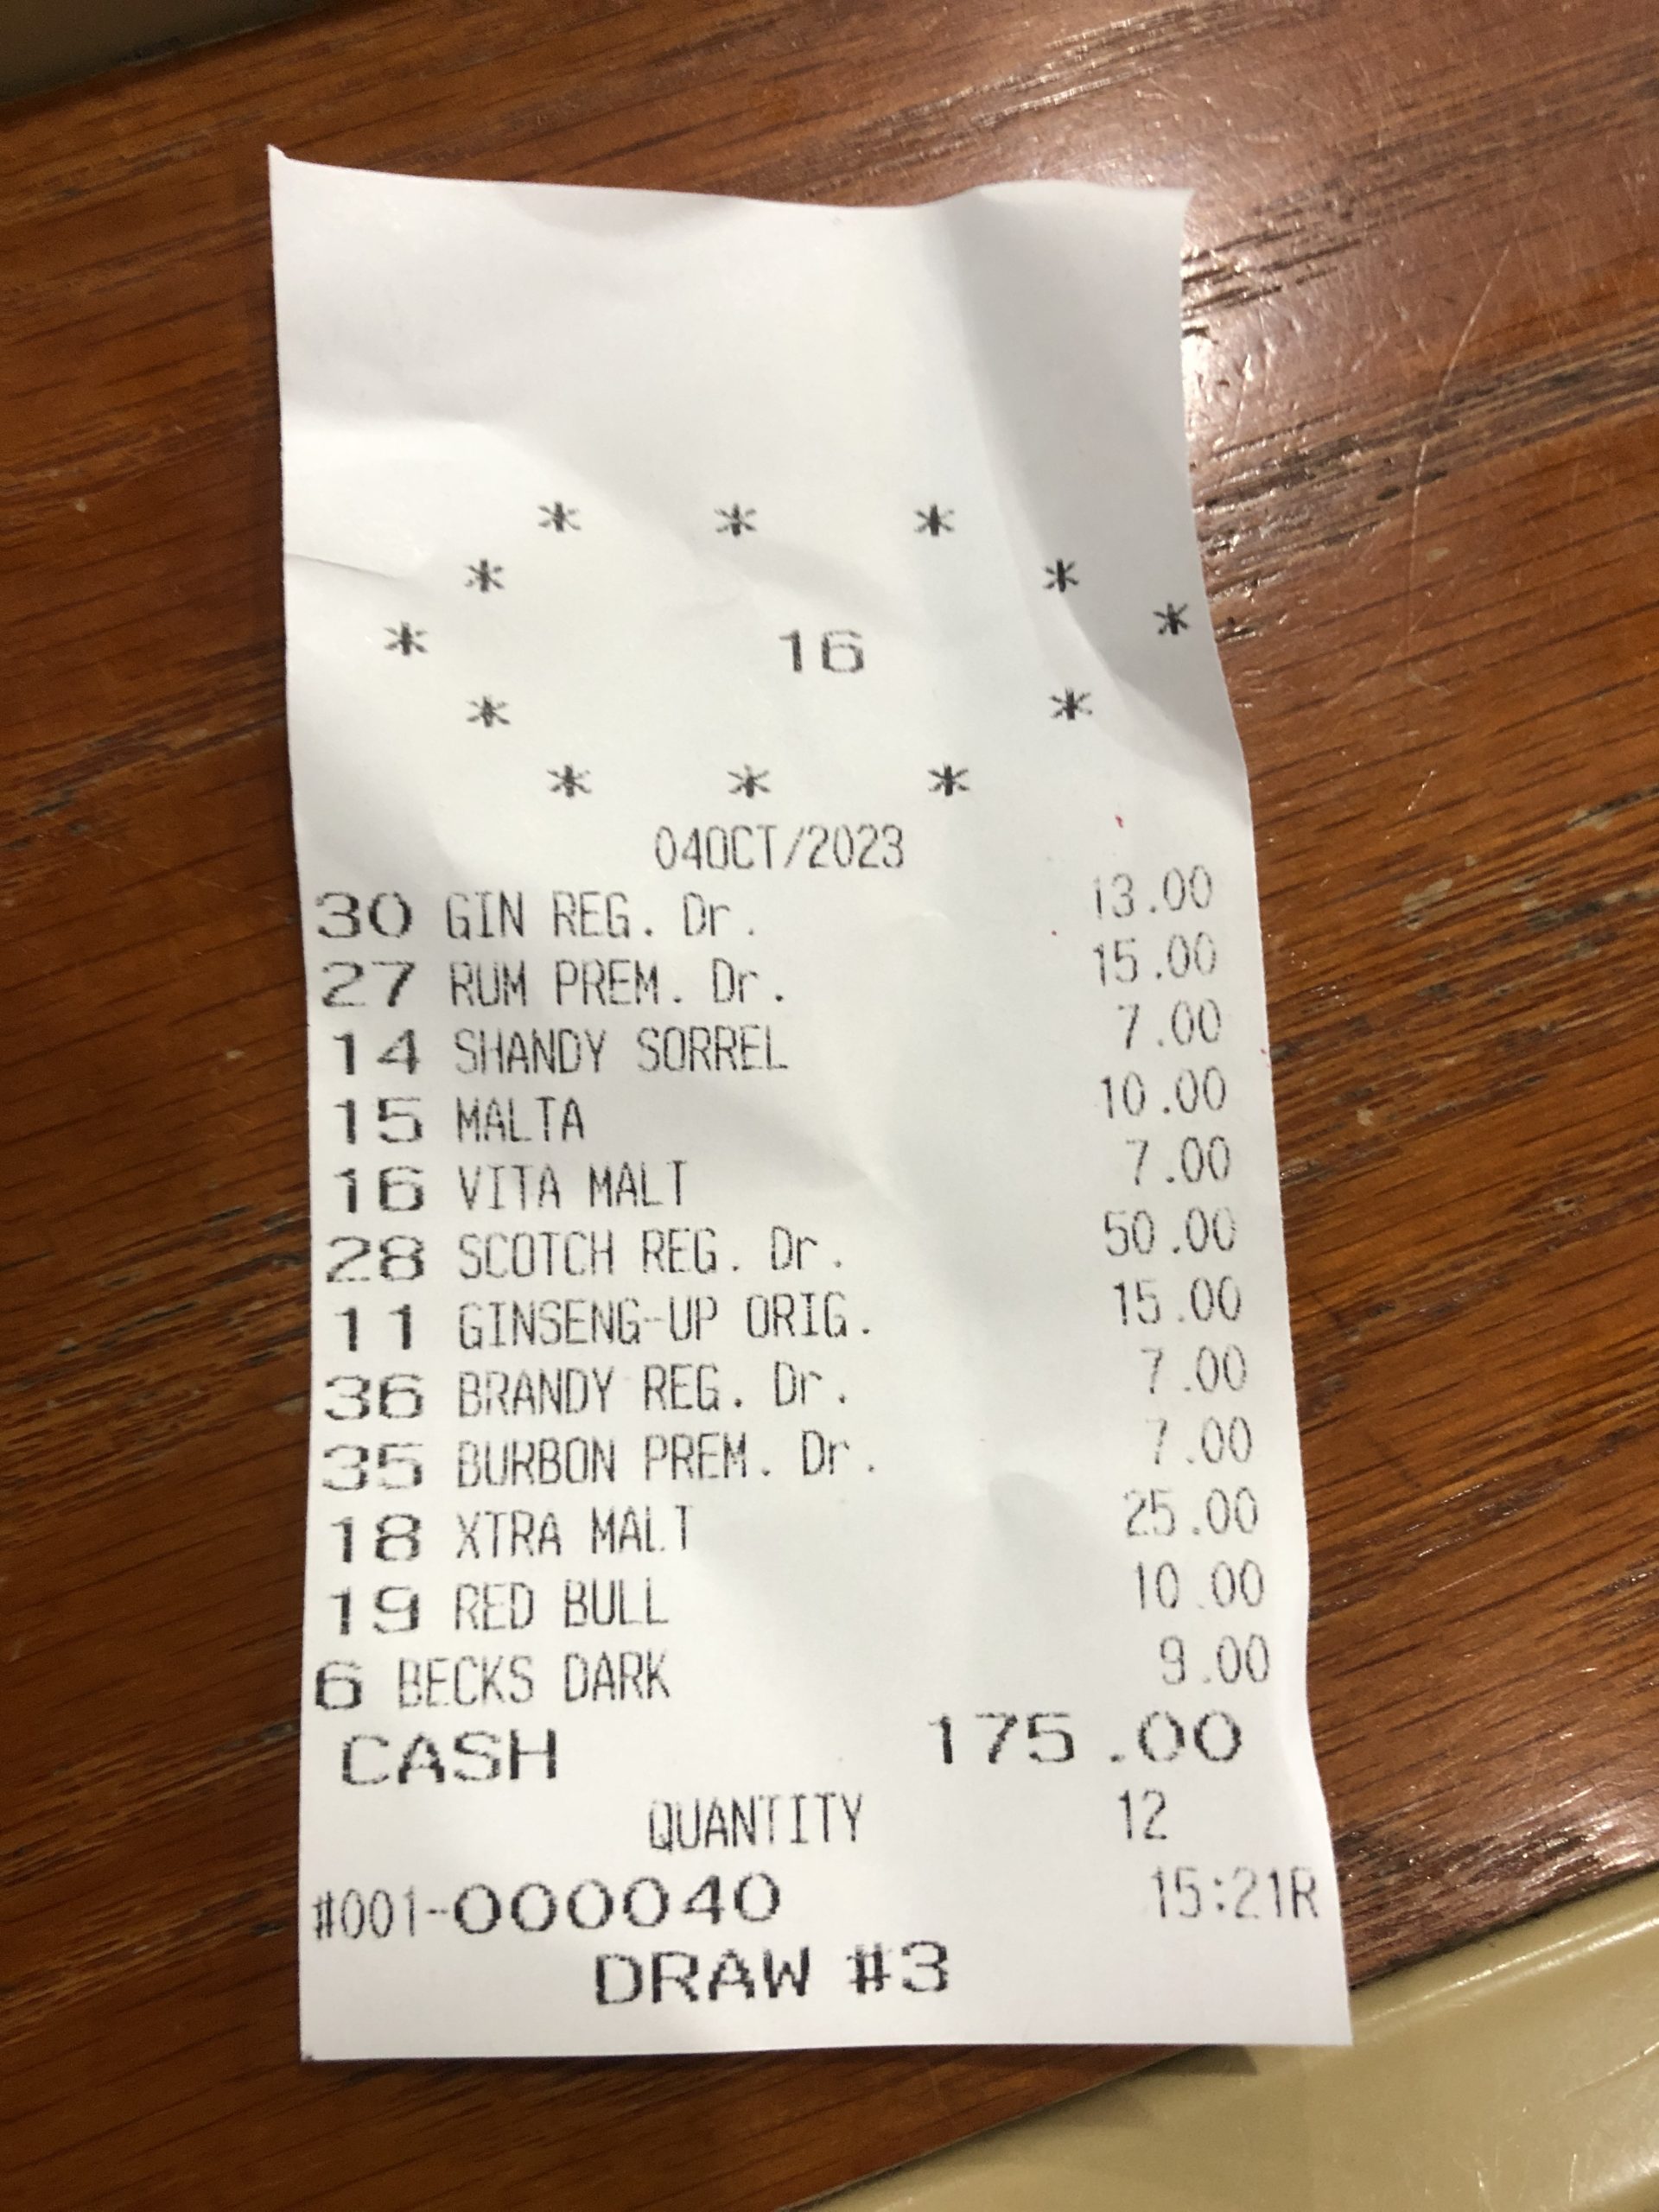 * * *
* *
* 16 *
* *
* * *
04OCT/2023
30 GIN REG. Dr. 13.00
27 RUM PREM. Dr. 15.00
14 SHANDY SORREL 7.00
15 MALTA 10.00
16 VITA MALT 7.00
28 SCOTCH REG. Dr. 50.00
11 GINSENG-UP ORIG. 15.00
36 BRANDY REG. Dr. 7.00
35 BURBON PREM. Dr. 7.00
18 XTRA MALT 25.00
19 RED BULL 10.00
6 BECKS DARK 9.00
CASH 175.00
QUANTITY 12
#001-000040 15:21R
DRAW #3